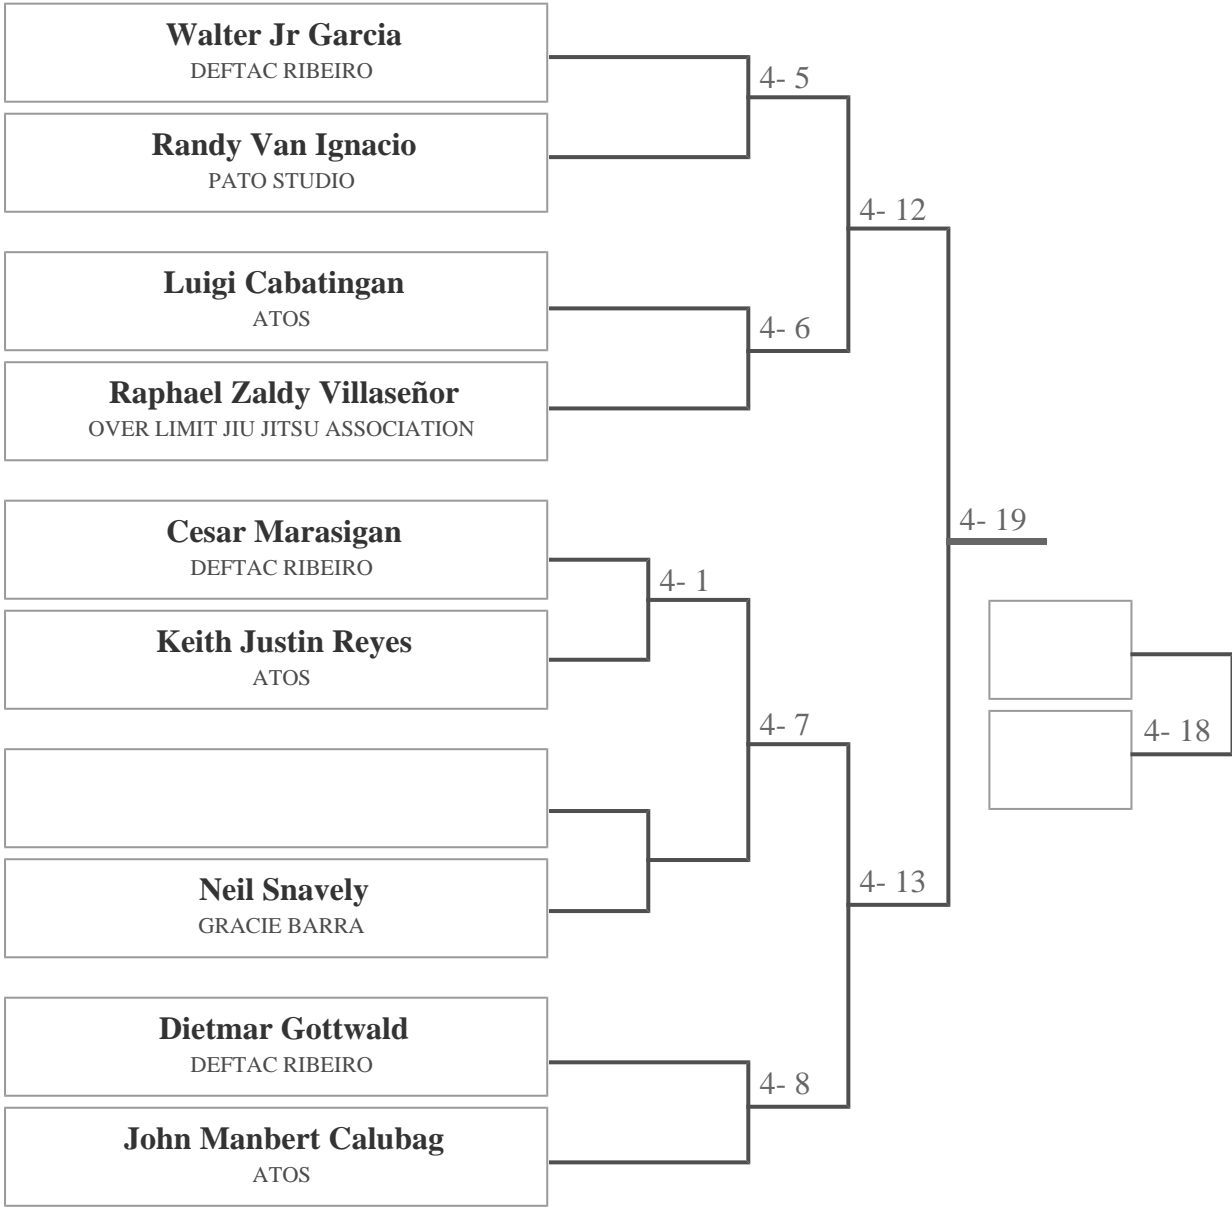 Walter Jr Garcia
DEFTAC RIBEIRO
4- 5
Randy Van Ignacio
PATO STUDIO
4- 12
Luigi Cabatingan
ATOS
4- 6
Raphael Zaldy Villaseñor
OVER LIMIT JIU JITSU ASSOCIATION
4- 19
Cesar Marasigan
DEFTAC RIBEIRO
4- 1
Keith Justin Reyes
ATOS
4- 7
4- 18
Neil Snavely
GRACIE BARRA
4- 13
Dietmar Gottwald
DEFTAC RIBEIRO
4- 8
John Manbert Calubag
ATOS